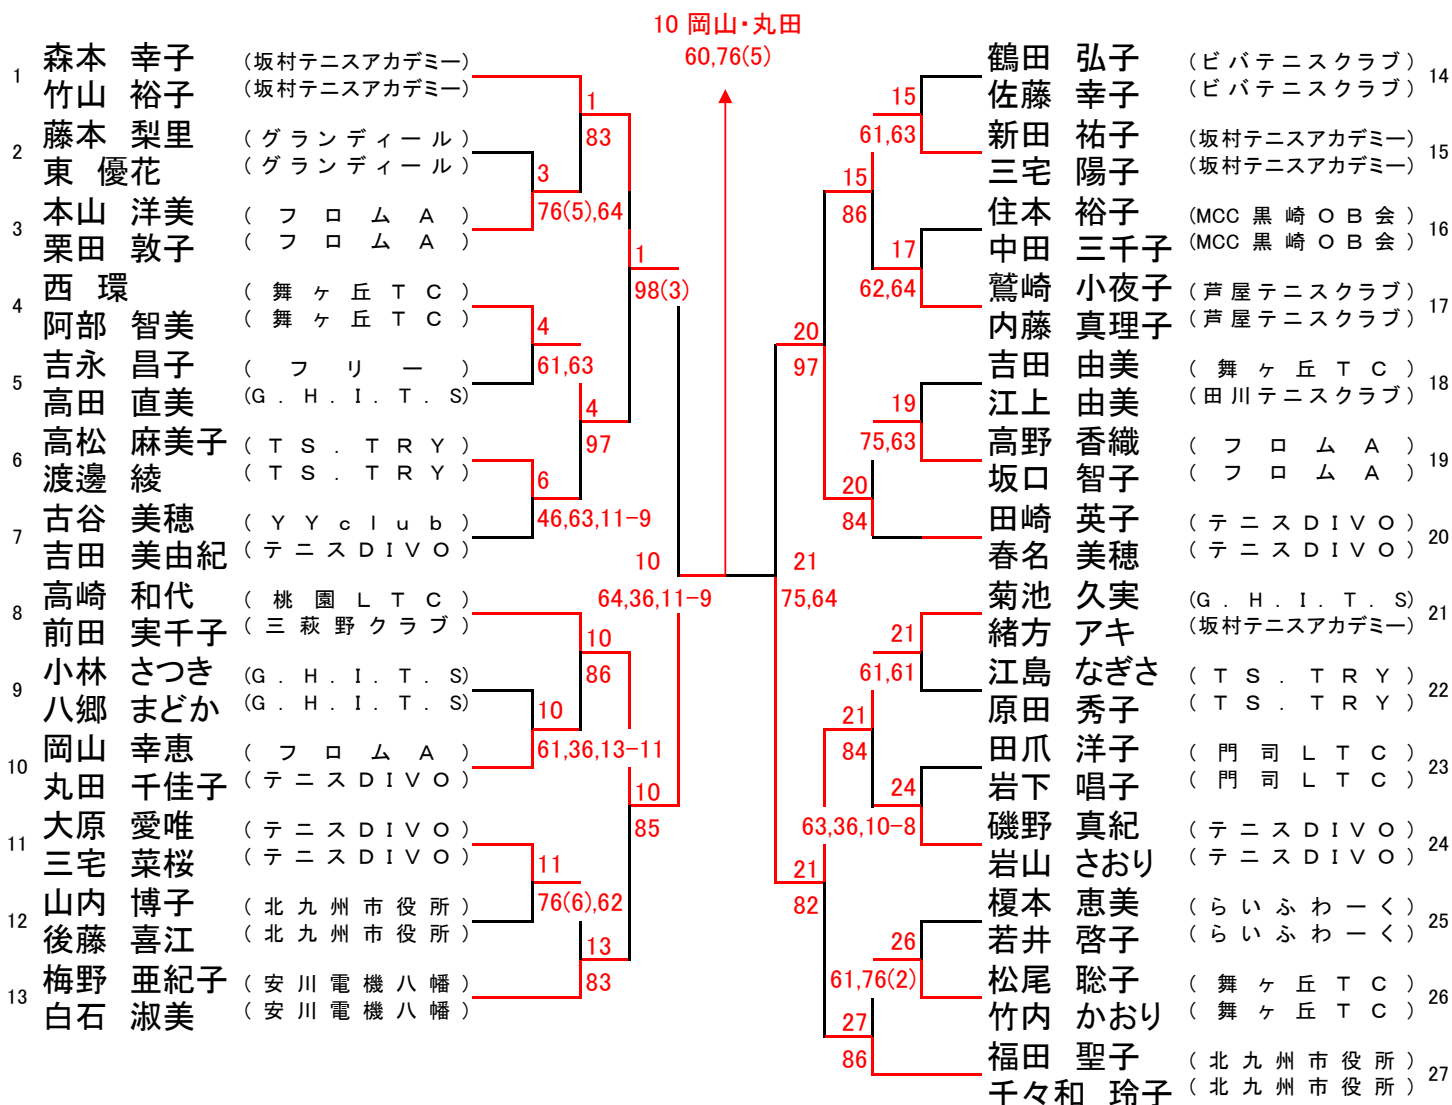 10 岡山・丸田
60,76(5)
1
森本 幸子 (坂村テニスアカデミー)
竹山 裕子 (坂村テニスアカデミー)
2
藤本 梨里 (グランディール)
東 優花 (グランディール)
3
本山 洋美 (フロムA)
栗田 敦子 (フロムA)
4
西 環 (舞ヶ丘TC)
阿部 智美 (舞ヶ丘TC)
5
吉永 昌子 (フリー)
高田 直美 (G.H.I.T.S)
6
高松 麻美子 (TS.TRY)
渡邊 綾 (TS.TRY)
7
古谷 美穂 (YYclub)
吉田 美由紀 (テニスDIVO)
8
高崎 和代 (桃園LTC)
前田 実千子 (三萩野クラブ)
9
小林 さつき (G.H.I.T.S)
八郷 まどか (G.H.I.T.S)
10
岡山 幸恵 (フロムA)
丸田 千佳子 (テニスDIVO)
11
大原 愛唯 (テニスDIVO)
三宅 菜桜 (テニスDIVO)
12
山内 博子 (北九州市役所)
後藤 喜江 (北九州市役所)
13
梅野 亜紀子 (安川電機八幡)
白石 淑美 (安川電機八幡)
3
76(5),64
4
61,63
6
46,63,11-9
10
61,36,13-11
11
76(6),62
1
83
4
97
10
86
13
83
1
98(3)
10
85
10
64,36,11-9
21
75,64
20
97
21
82
15
86
20
84
21
84
27
86
15
61,63
17
62,64
19
75,63
21
61,61
24
63,36,10-8
26
61,76(2)
鶴田 弘子 (ビバテニスクラブ)
佐藤 幸子 (ビバテニスクラブ)
14
新田 祐子 (坂村テニスアカデミー)
三宅 陽子 (坂村テニスアカデミー)
15
住本 裕子 (MCC黒崎OB会)
中田 三千子 (MCC黒崎OB会)
16
鷲崎 小夜子 (芦屋テニスクラブ)
内藤 真理子 (芦屋テニスクラブ)
17
吉田 由美 (舞ヶ丘TC)
江上 由美 (田川テニスクラブ)
18
高野 香織 (フロムA)
坂口 智子 (フロムA)
19
田崎 英子 (テニスDIVO)
春名 美穂 (テニスDIVO)
20
菊池 久実 (G.H.I.T.S)
緒方 アキ (坂村テニスアカデミー)
21
江島 なぎさ (TS.TRY)
原田 秀子 (TS.TRY)
22
田爪 洋子 (門司LTC)
岩下 唱子 (門司LTC)
23
磯野 真紀 (テニスDIVO)
岩山 さおり (テニスDIVO)
24
榎本 恵美 (らいふわーく)
若井 啓子 (らいふわーく)
25
松尾 聡子 (舞ヶ丘TC)
竹内 かおり (舞ヶ丘TC)
26
福田 聖子 (北九州市役所)
千々和 玲子 (北九州市役所)
27